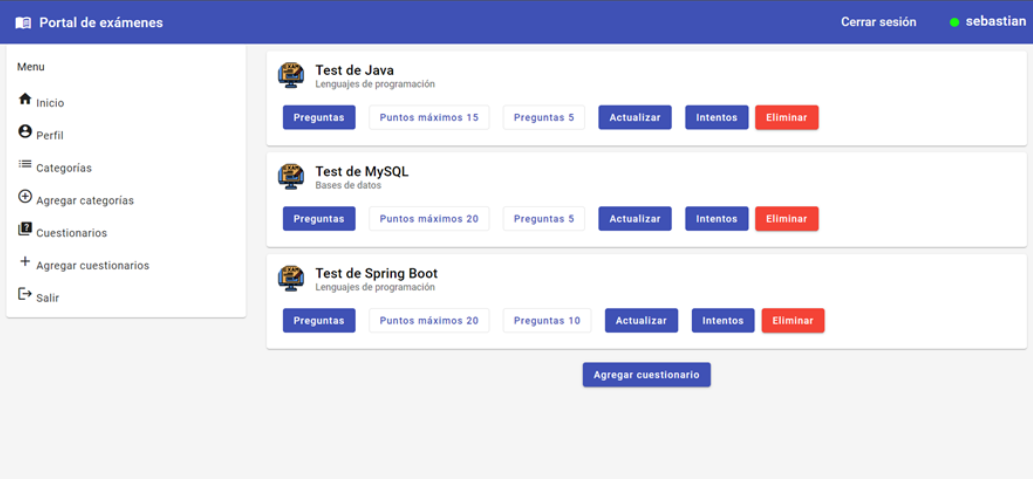 Portal de exámenes
Cerrar sesión
sebastian
Menu
Inicio
Perfil
Categorías
Agregar categorías
Cuestionarios
Agregar cuestionarios
Salir
Test de Java
Lenguajes de programación
Preguntas Puntos máximos 15 Preguntas 5 Actualizar Intentos Eliminar
Test de MySQL
Bases de datos
Preguntas Puntos máximos 20 Preguntas 5 Actualizar Intentos Eliminar
Test de Spring Boot
Lenguajes de programación
Preguntas Puntos máximos 20 Preguntas 10 Actualizar Intentos Eliminar
Agregar cuestionario